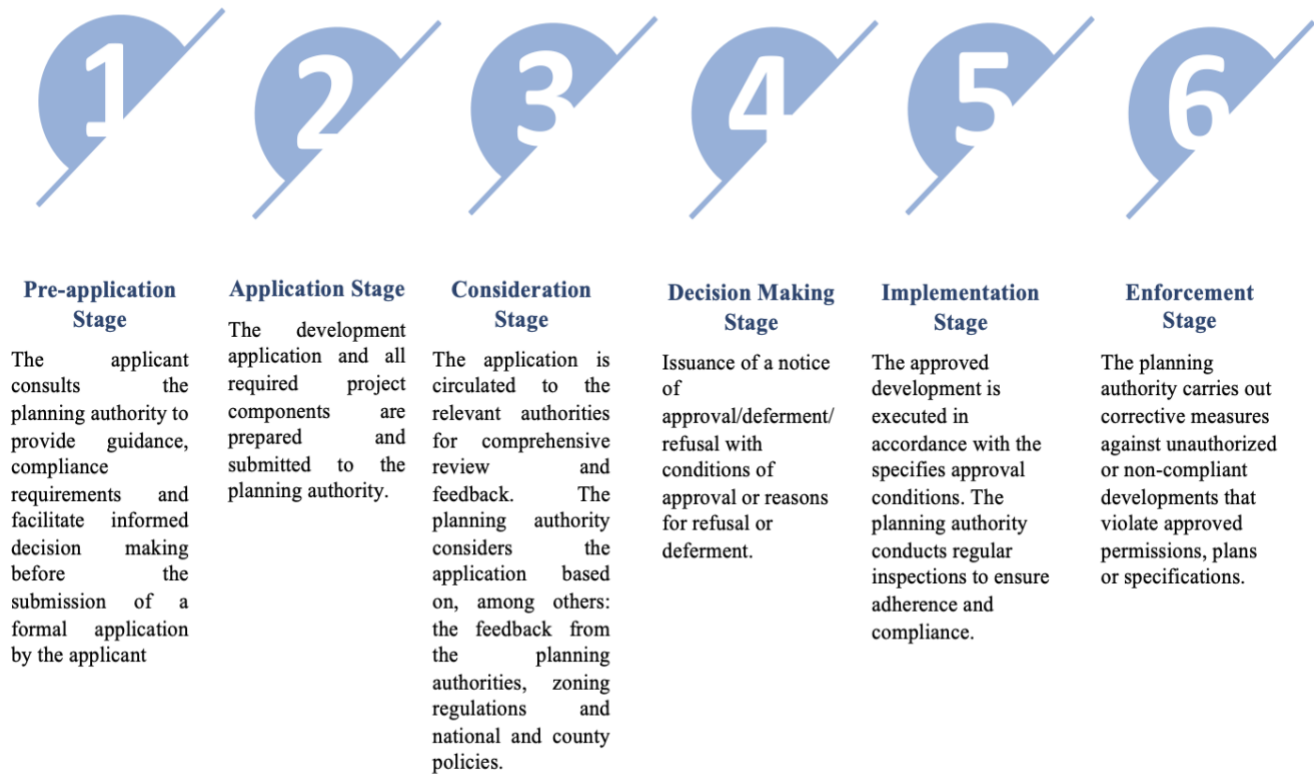 1
2
3
4
5
6
Pre-application
Stage
The applicant
consults the
planning authority to
provide guidance,
compliance
requirements and
facilitate informed
decision making
before the
submission of a
formal application
by the applicant
Application Stage
The development
application and all
required project
components are
prepared and
submitted to the
planning authority.
Consideration
Stage
The application is
circulated to the
relevant authorities
for comprehensive
review and
feedback. The
planning authority
considers the
application based
on, among others:
the feedback from
the planning
authorities, zoning
regulations and
national and county
policies.
Decision Making
Stage
Issuance of a notice
of
approval/deferment/
refusal with
conditions of
approval or reasons
for refusal or
deferment.
Implementation
Stage
The approved
development is
executed in
accordance with the
specifies approval
conditions. The
planning authority
conducts regular
inspections to ensure
adherence and
compliance.
Enforcement
Stage
The planning
authority carries out
corrective measures
against unauthorized
or non-compliant
developments that
violate approved
permissions, plans
or specifications.